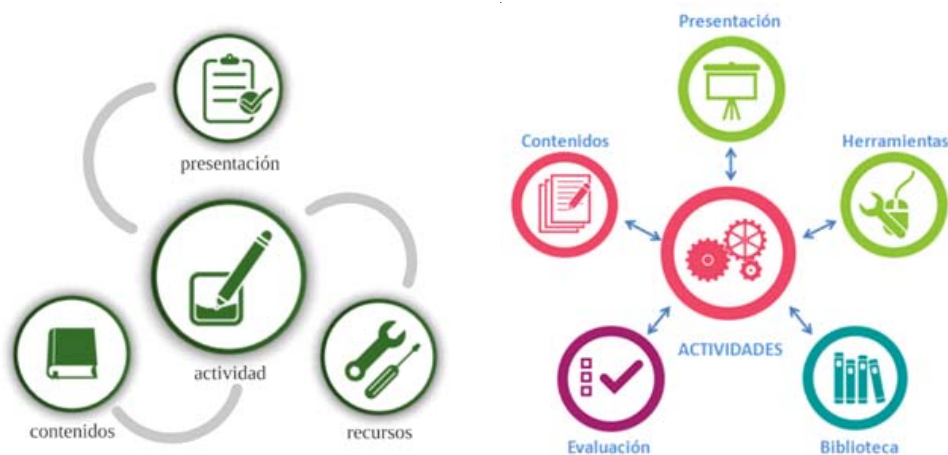 presentación
actividad
contenidos
recursos
Presentación
Contenidos
Herramientas
ACTIVIDADES
Evaluación
Biblioteca